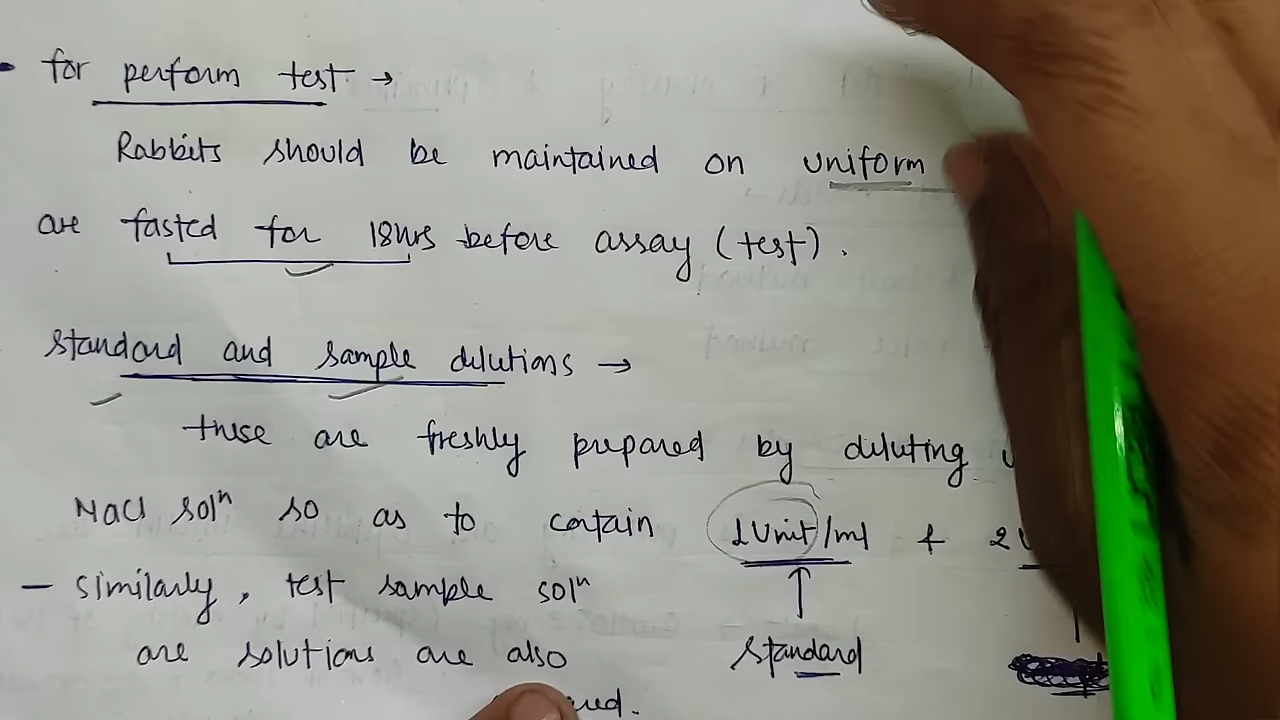 • for perform test →
Rabbits should be maintained on uniform
are fasted for 18hrs before assay (test).
standard and sample dilutions →
these are freshly prepared by diluting
NaCl solⁿ so as to contain 1 Unit/ml + 2
- similarly, test sample solⁿ
standard
are solutions are also